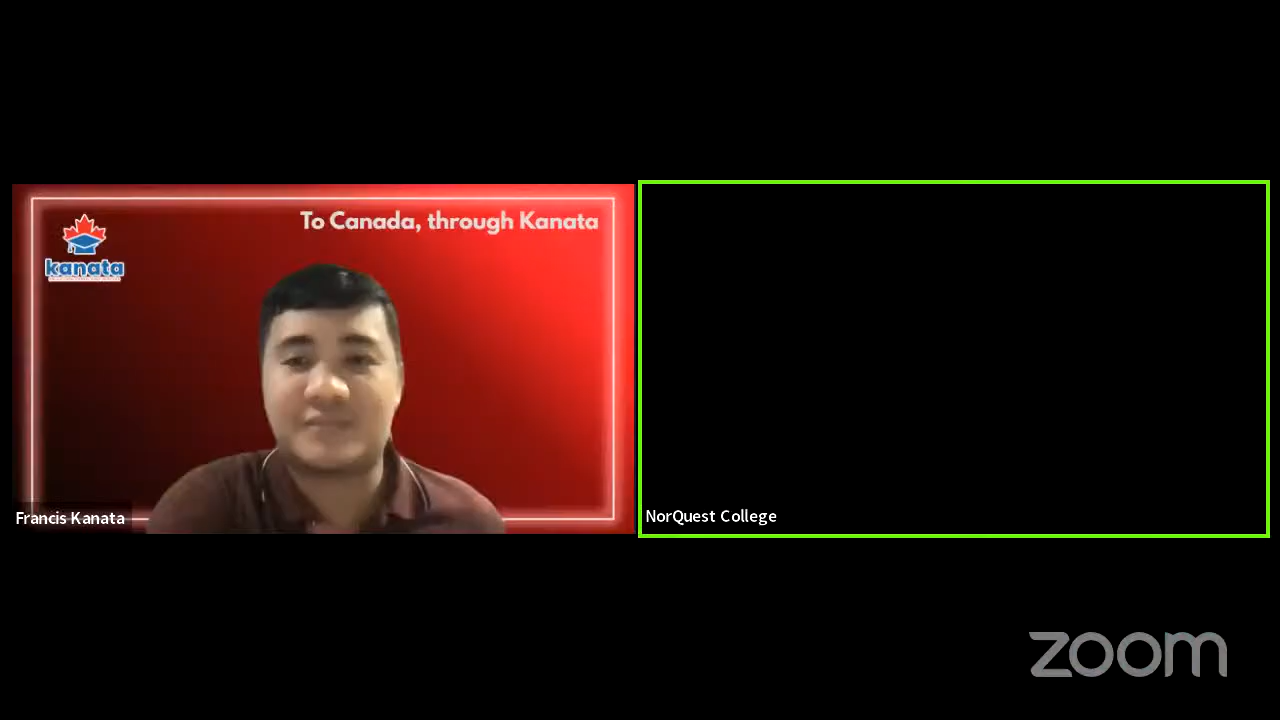 To Canada, through Kanata
kanata
Francis Kanata
NorQuest College
zoom